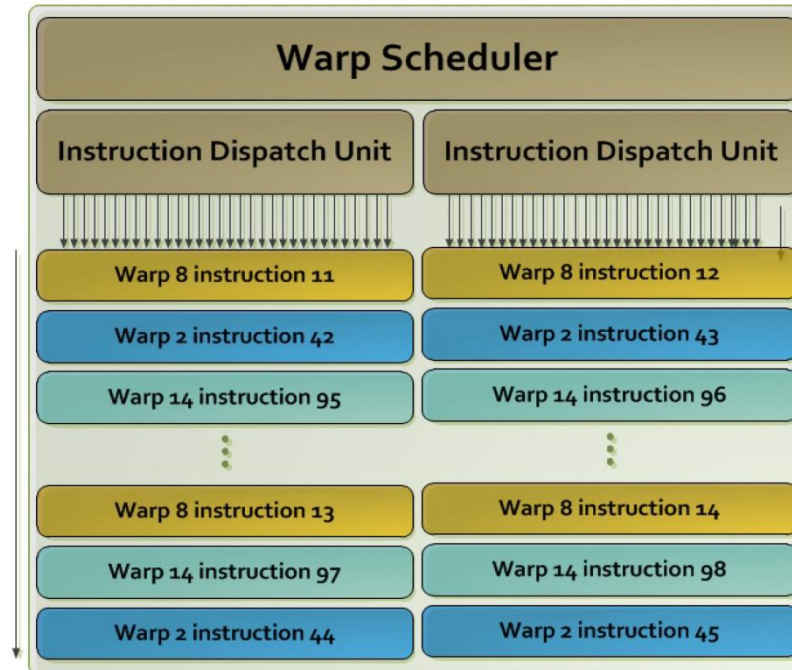 Warp Scheduler
Instruction Dispatch Unit
Instruction Dispatch Unit
Warp 8 instruction 11
Warp 8 instruction 12
Warp 2 instruction 42
Warp 2 instruction 43
Warp 14 instruction 95
Warp 14 instruction 96
Warp 8 instruction 13
Warp 8 instruction 14
Warp 14 instruction 97
Warp 14 instruction 98
Warp 2 instruction 44
Warp 2 instruction 45